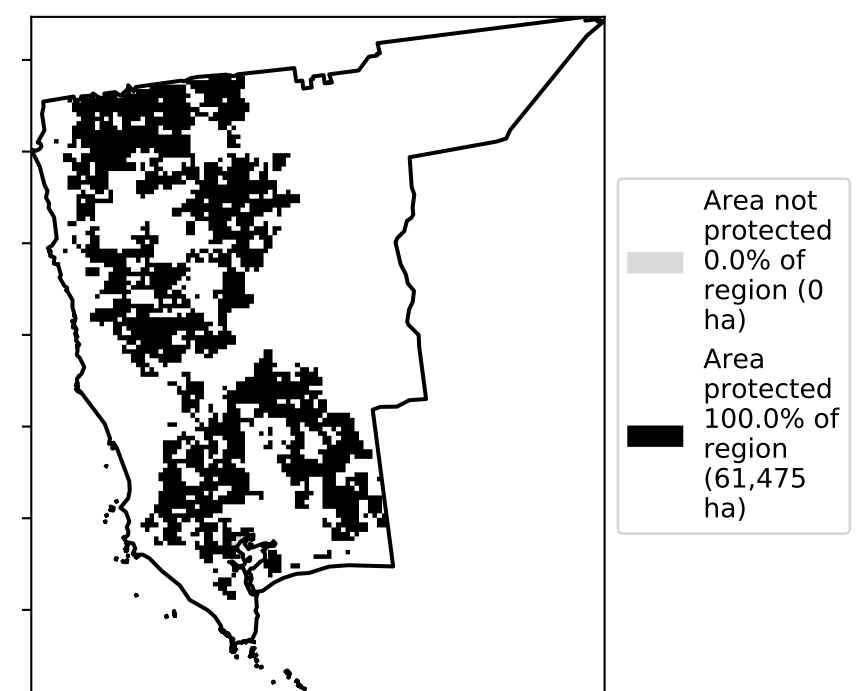 Area not
protected
0.0% of
region (0
ha)
Area
protected
100.0% of
region
(61,475
ha)